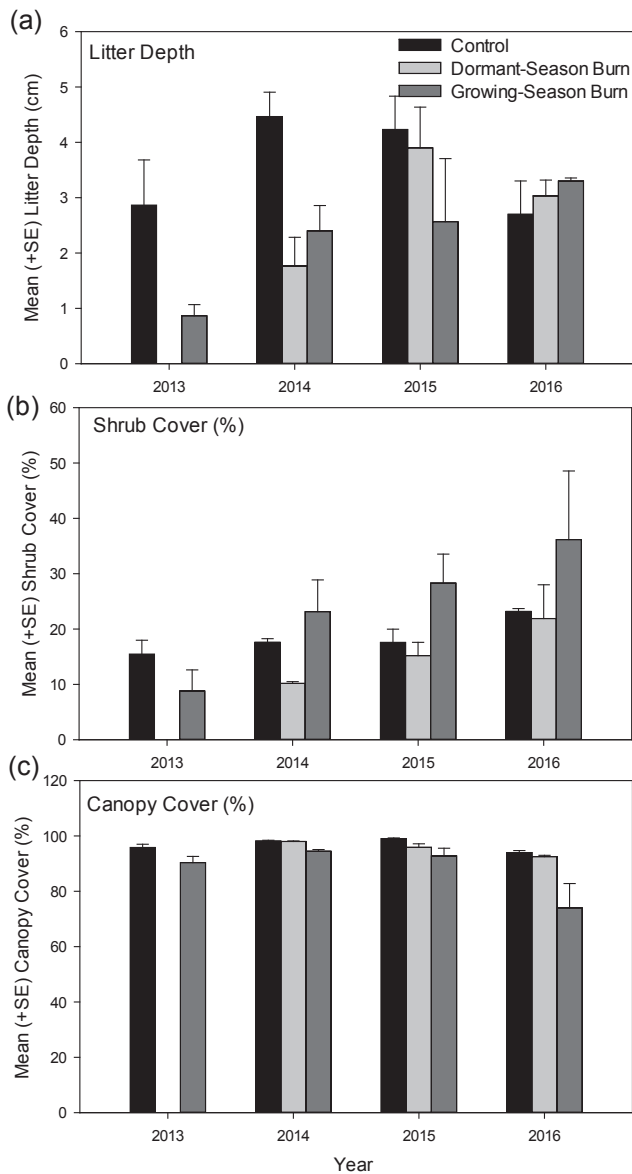 (a)
Litter Depth
Control
Dormant-Season Burn
Growing-Season Burn
Mean (+SE) Litter Depth (cm)
6
5
4
3
2
1
0
2013 2014 2015 2016
(b)
Shrub Cover (%)
Mean (+SE) Shrub Cover (%)
60
50
40
30
20
10
0
2013 2014 2015 2016
(c)
Canopy Cover (%)
Mean (+SE) Canopy Cover (%)
120
100
80
60
40
20
0
2013 2014 2015 2016
Year